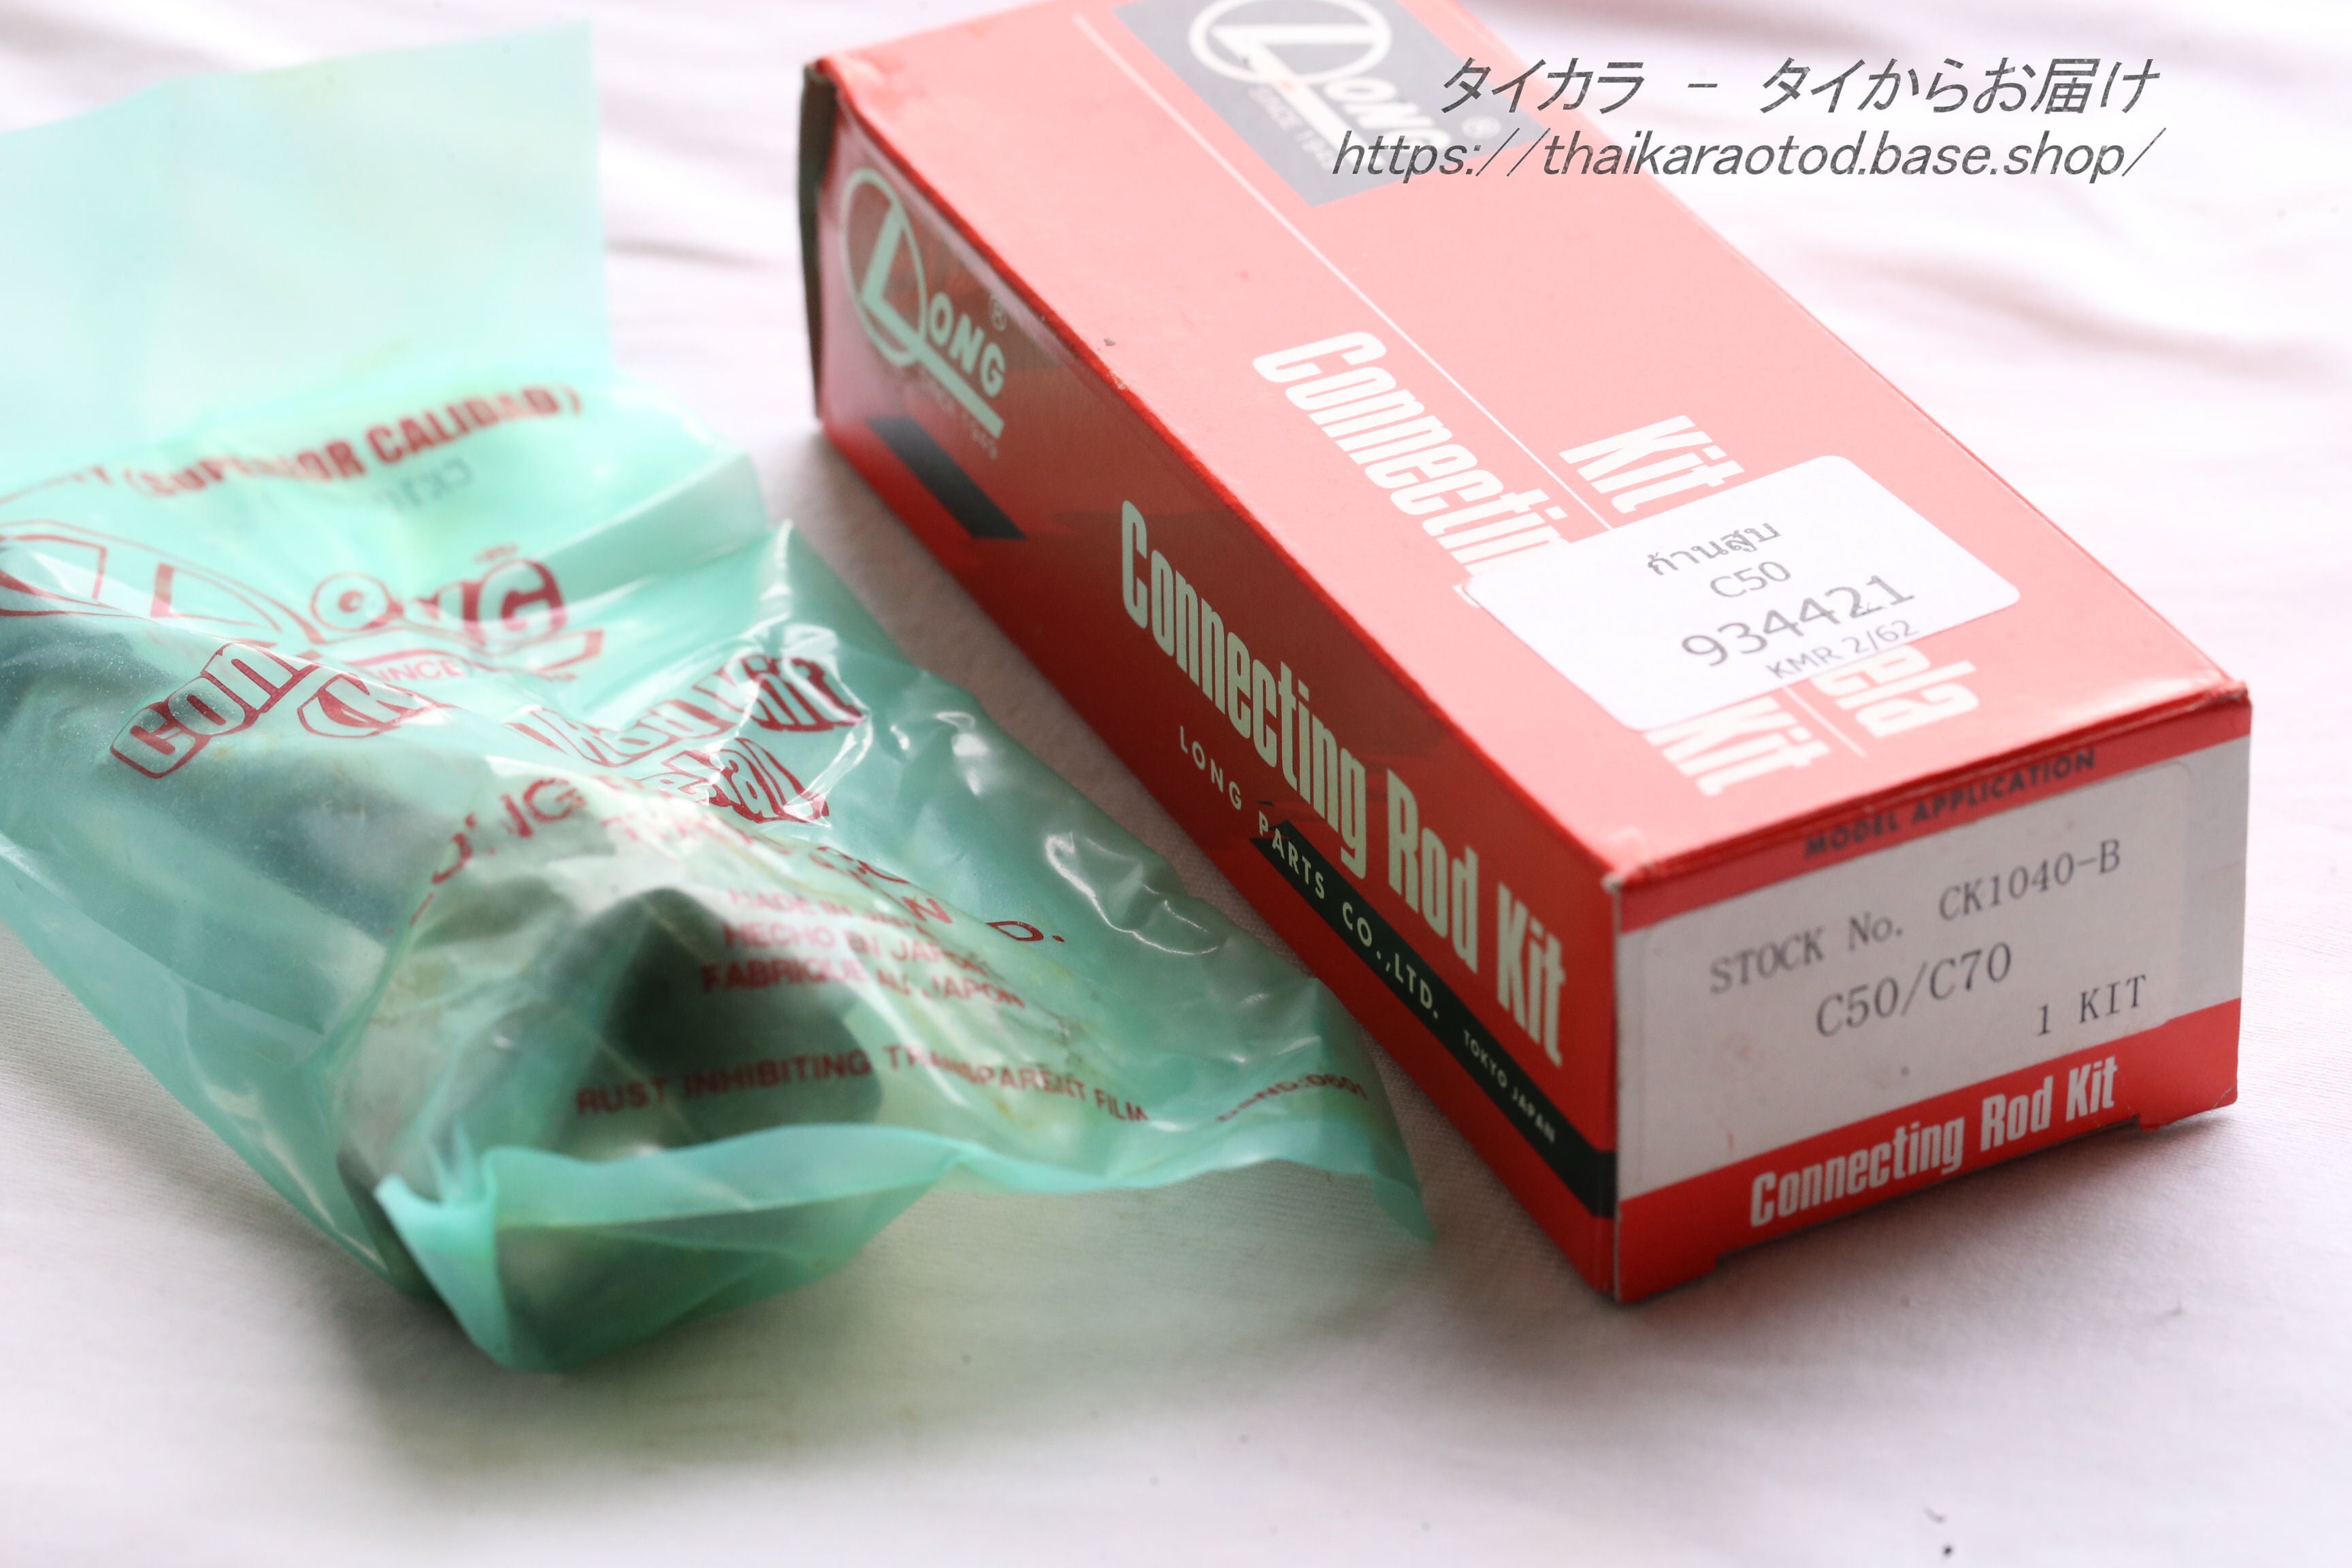 タイカラ - タイからお届け
https://thaikaraotod.base.shop/
LONG®
LONG®
Connecting Rod Kit
LONG PARTS CO.,LTD. TOKYO JAPAN
Kit
ก้านสูบ
C50
934421
KMR 2/62
Kit
MODEL APPLICATION
STOCK No. CK1040-B
C50/C70
1 KIT
Connecting Rod Kit
(SUPERIOR CALIDAD)
MADE IN JAPAN
HECHO EN JAPAN
FABRIQUE AU JAPON
RUST INHIBITING TRANSPARENT FILM